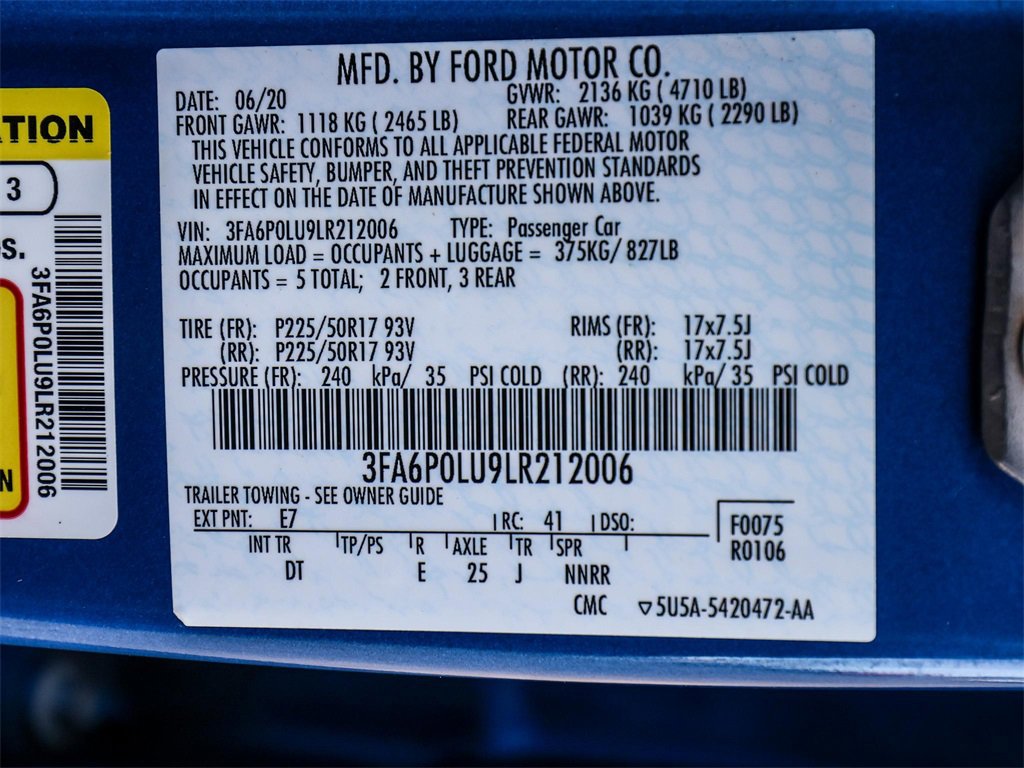 MFD. BY FORD MOTOR CO.
DATE: 06/20 GVWR: 2136 KG ( 4710 LB)
FRONT GAWR: 1118 KG ( 2465 LB) REAR GAWR: 1039 KG ( 2290 LB)
THIS VEHICLE CONFORMS TO ALL APPLICABLE FEDERAL MOTOR
VEHICLE SAFETY, BUMPER, AND THEFT PREVENTION STANDARDS
IN EFFECT ON THE DATE OF MANUFACTURE SHOWN ABOVE.
VIN: 3FA6P0LU9LR212006 TYPE: Passenger Car
MAXIMUM LOAD = OCCUPANTS + LUGGAGE = 375KG/ 827LB
OCCUPANTS = 5 TOTAL; 2 FRONT, 3 REAR
TIRE (FR): P225/50R17 93V RIMS (FR): 17x7.5J
(RR): P225/50R17 93V (RR): 17x7.5J
PRESSURE (FR): 240 kPa/ 35 PSI COLD (RR): 240 kPa/ 35 PSI COLD
3FA6P0LU9LR212006
TRAILER TOWING - SEE OWNER GUIDE
EXT PNT: E7 RC: 41 DSO: F0075
INT TR TP/PS R AXLE TR SPR R0106
DT E 25 J NNRR
CMC ▽5U5A-5420472-AA
3
3FA6P0LU9LR212006